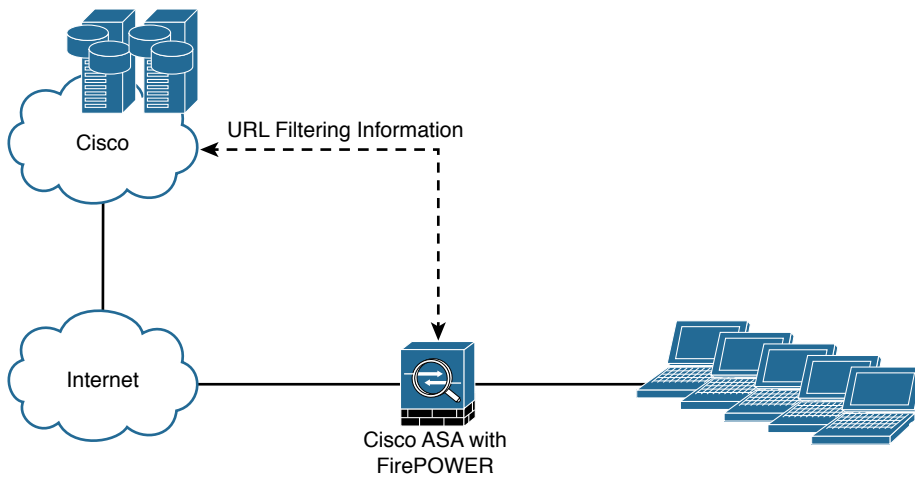 Cisco
URL Filtering Information
Internet
Cisco ASA with
FirePOWER